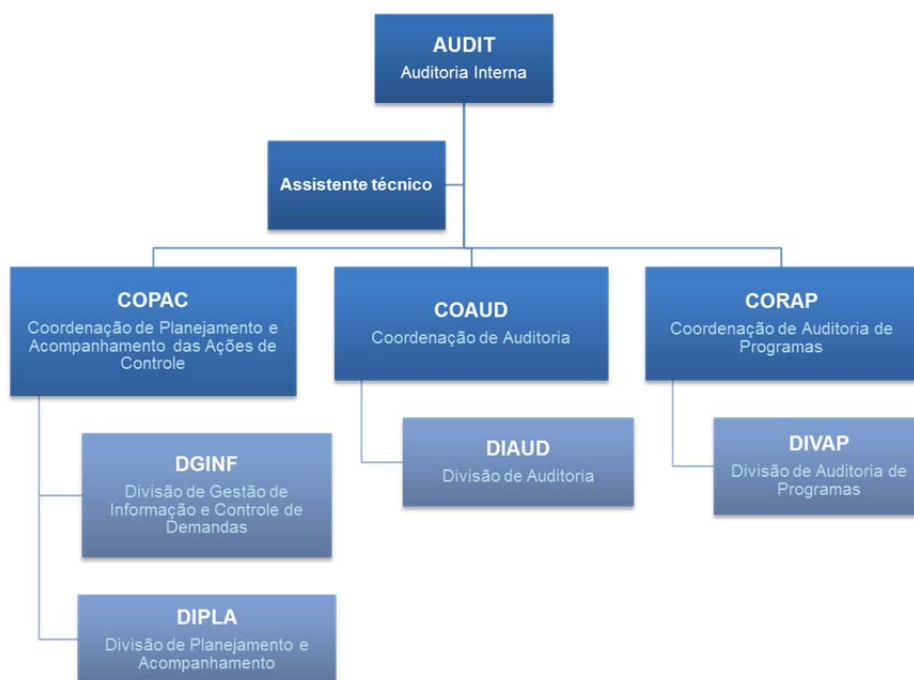 AUDIT
Auditoria Interna
Assistente técnico
COPAC
Coordenação de Planejamento e
Acompanhamento das Ações de
Controle
COAUD
Coordenação de Auditoria
CORAP
Coordenação de Auditoria de
Programas
DGINF
Divisão de Gestão de
Informação e Controle de
Demandas
DIAUD
Divisão de Auditoria
DIVAP
Divisão de Auditoria de
Programas
DIPLA
Divisão de Planejamento e
Acompanhamento